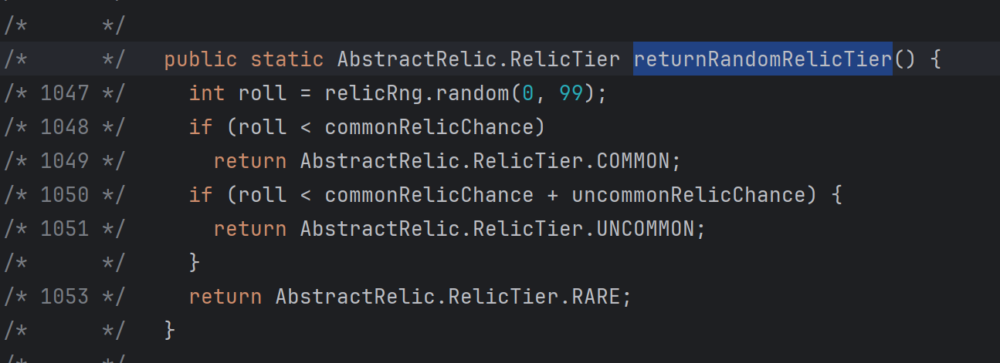 /*      */
/*      */   public static AbstractRelic.RelicTier returnRandomRelicTier() {
/* 1047 */     int roll = relicRng.random(0, 99);
/* 1048 */     if (roll < commonRelicChance)
/* 1049 */       return AbstractRelic.RelicTier.COMMON;
/* 1050 */     if (roll < commonRelicChance + uncommonRelicChance) {
/* 1051 */       return AbstractRelic.RelicTier.UNCOMMON;
/*      */     }
/* 1053 */     return AbstractRelic.RelicTier.RARE;
/*      */   }